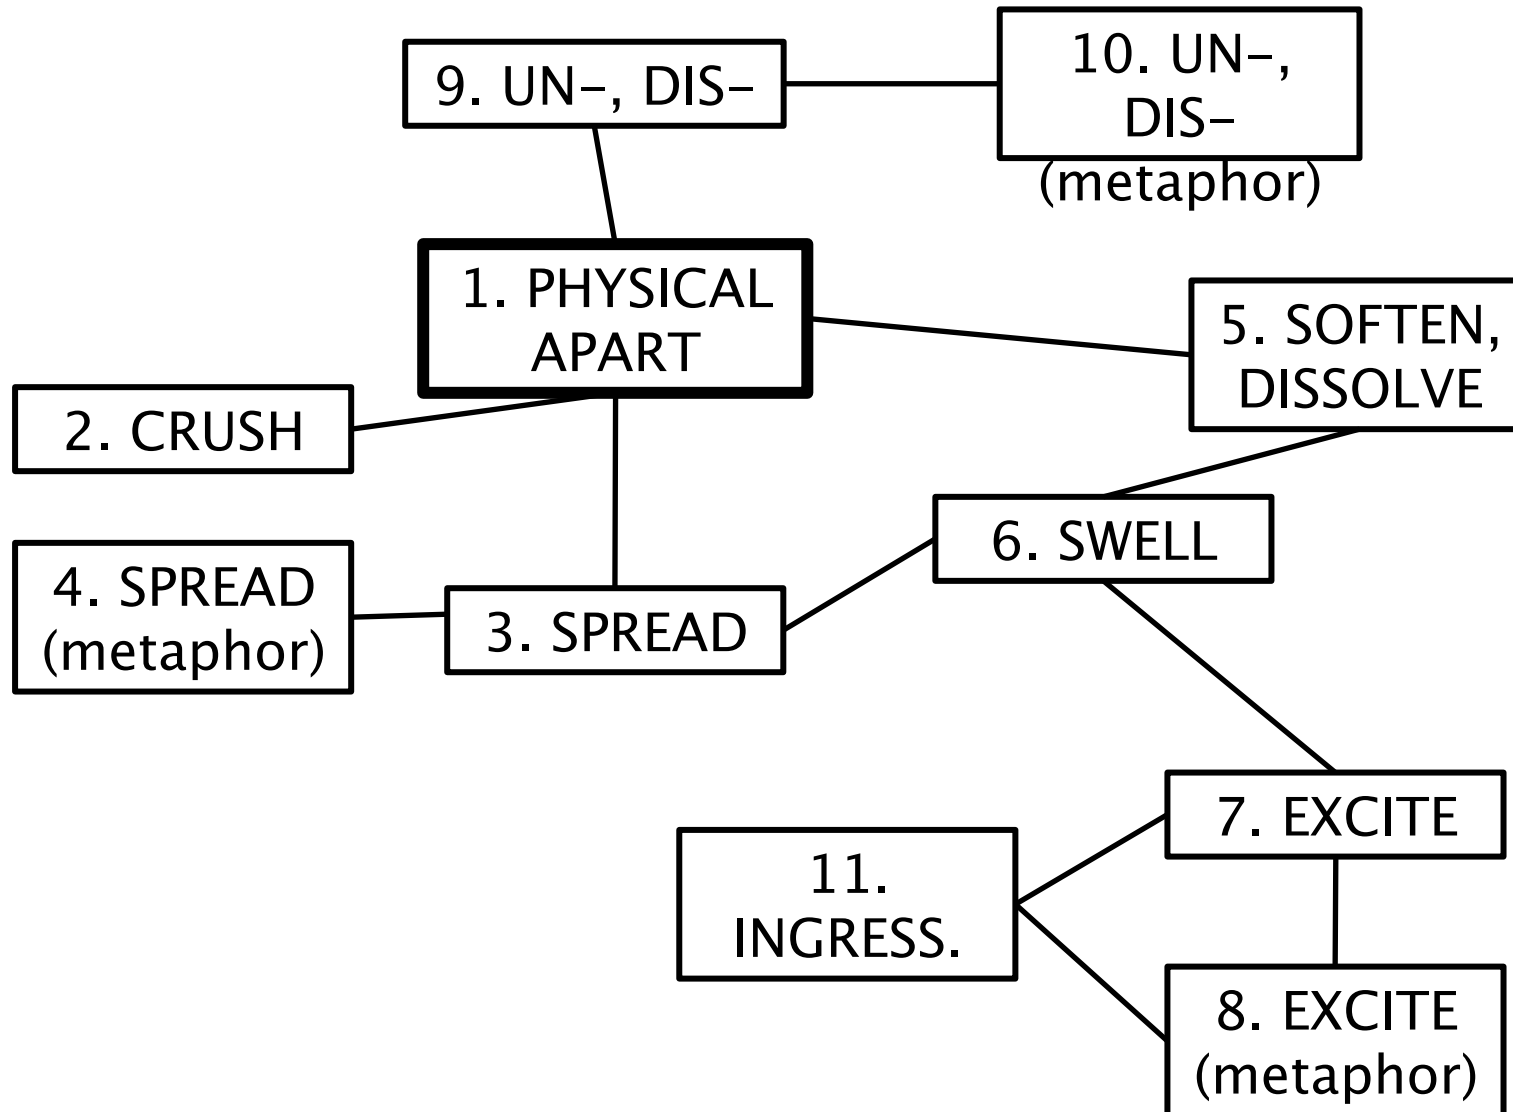 9. UN–, DIS–
10. UN–,
DIS–
(metaphor)
1. PHYSICAL
APART
5. SOFTEN,
DISSOLVE
2. CRUSH
6. SWELL
4. SPREAD
(metaphor)
3. SPREAD
7. EXCITE
11.
INGRESS.
8. EXCITE
(metaphor)